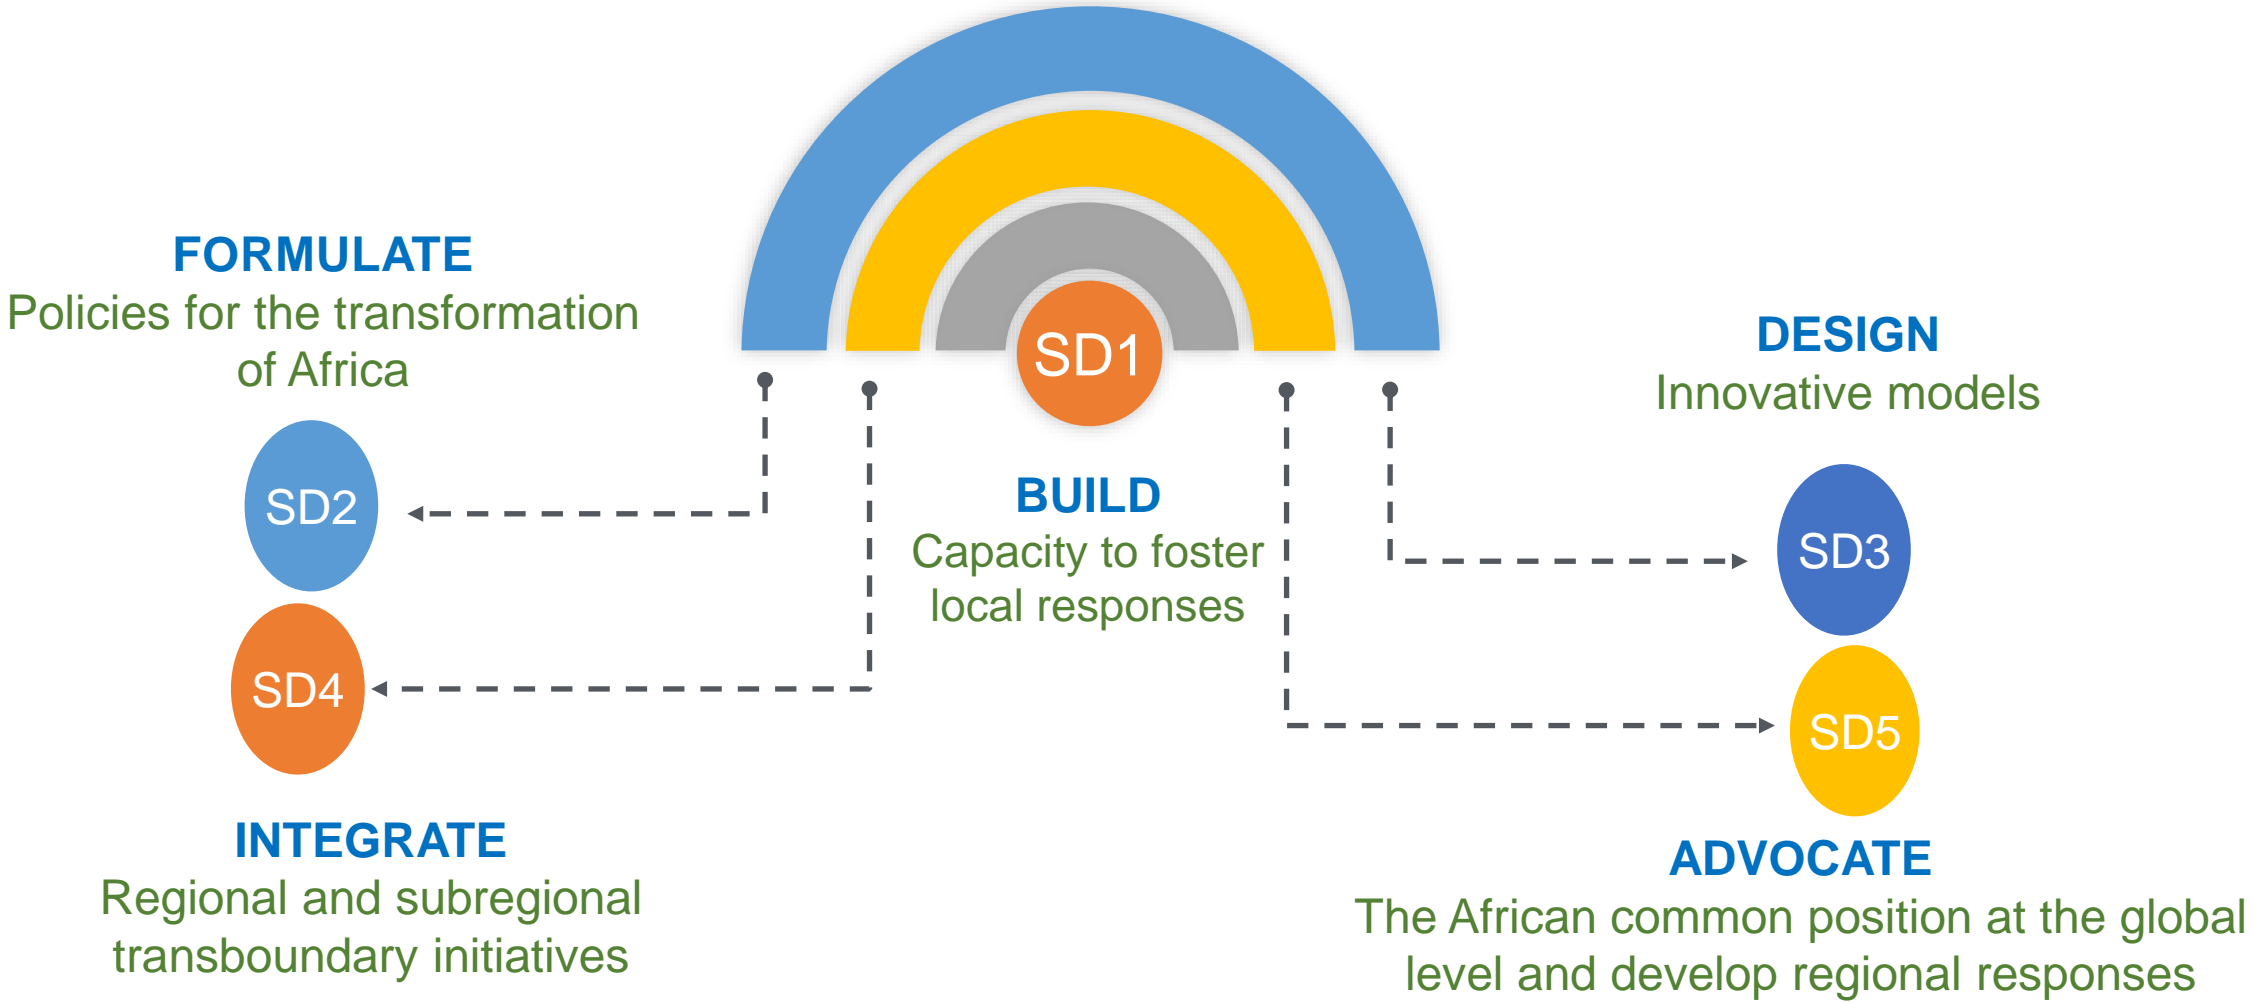 FORMULATE
Policies for the transformation
of Africa
SD2
SD4
INTEGRATE
Regional and subregional
transboundary initiatives
SD1
BUILD
Capacity to foster
local responses
DESIGN
Innovative models
SD3
SD5
ADVOCATE
The African common position at the global
level and develop regional responses